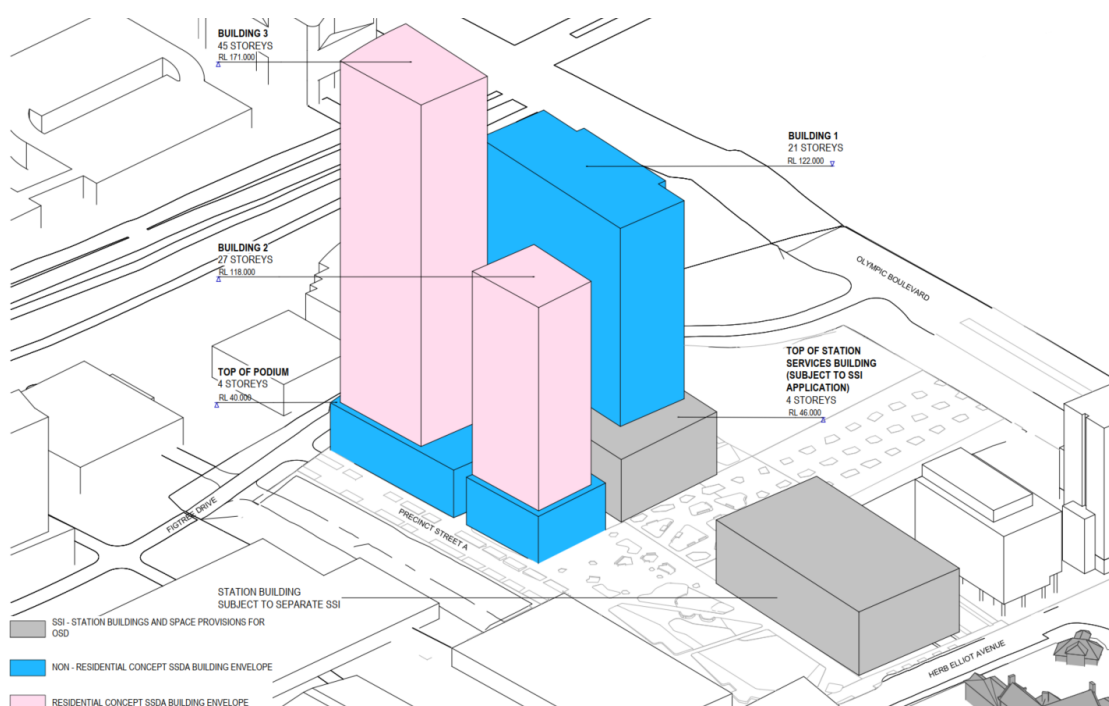 BUILDING 3
45 STOREYS
RL 171.000
BUILDING 1
21 STOREYS
RL 122.000
BUILDING 2
27 STOREYS
RL 118.000
OLYMPIC BOULEVARD
TOP OF STATION
SERVICES BUILDING
(SUBJECT TO SSI
APPLICATION)
4 STOREYS
RL 46.000
TOP OF PODIUM
4 STOREYS
RL 40.000
FIGTREE DRIVE
PRECINCT STREET A
STATION BUILDING
SUBJECT TO SEPARATE SSI
HERB ELLIOT AVENUE
SSI - STATION BUILDINGS AND SPACE PROVISIONS FOR
OSD
NON - RESIDENTIAL CONCEPT SSDA BUILDING ENVELOPE
RESIDENTIAL CONCEPT SSDA BUILDING ENVELOPE